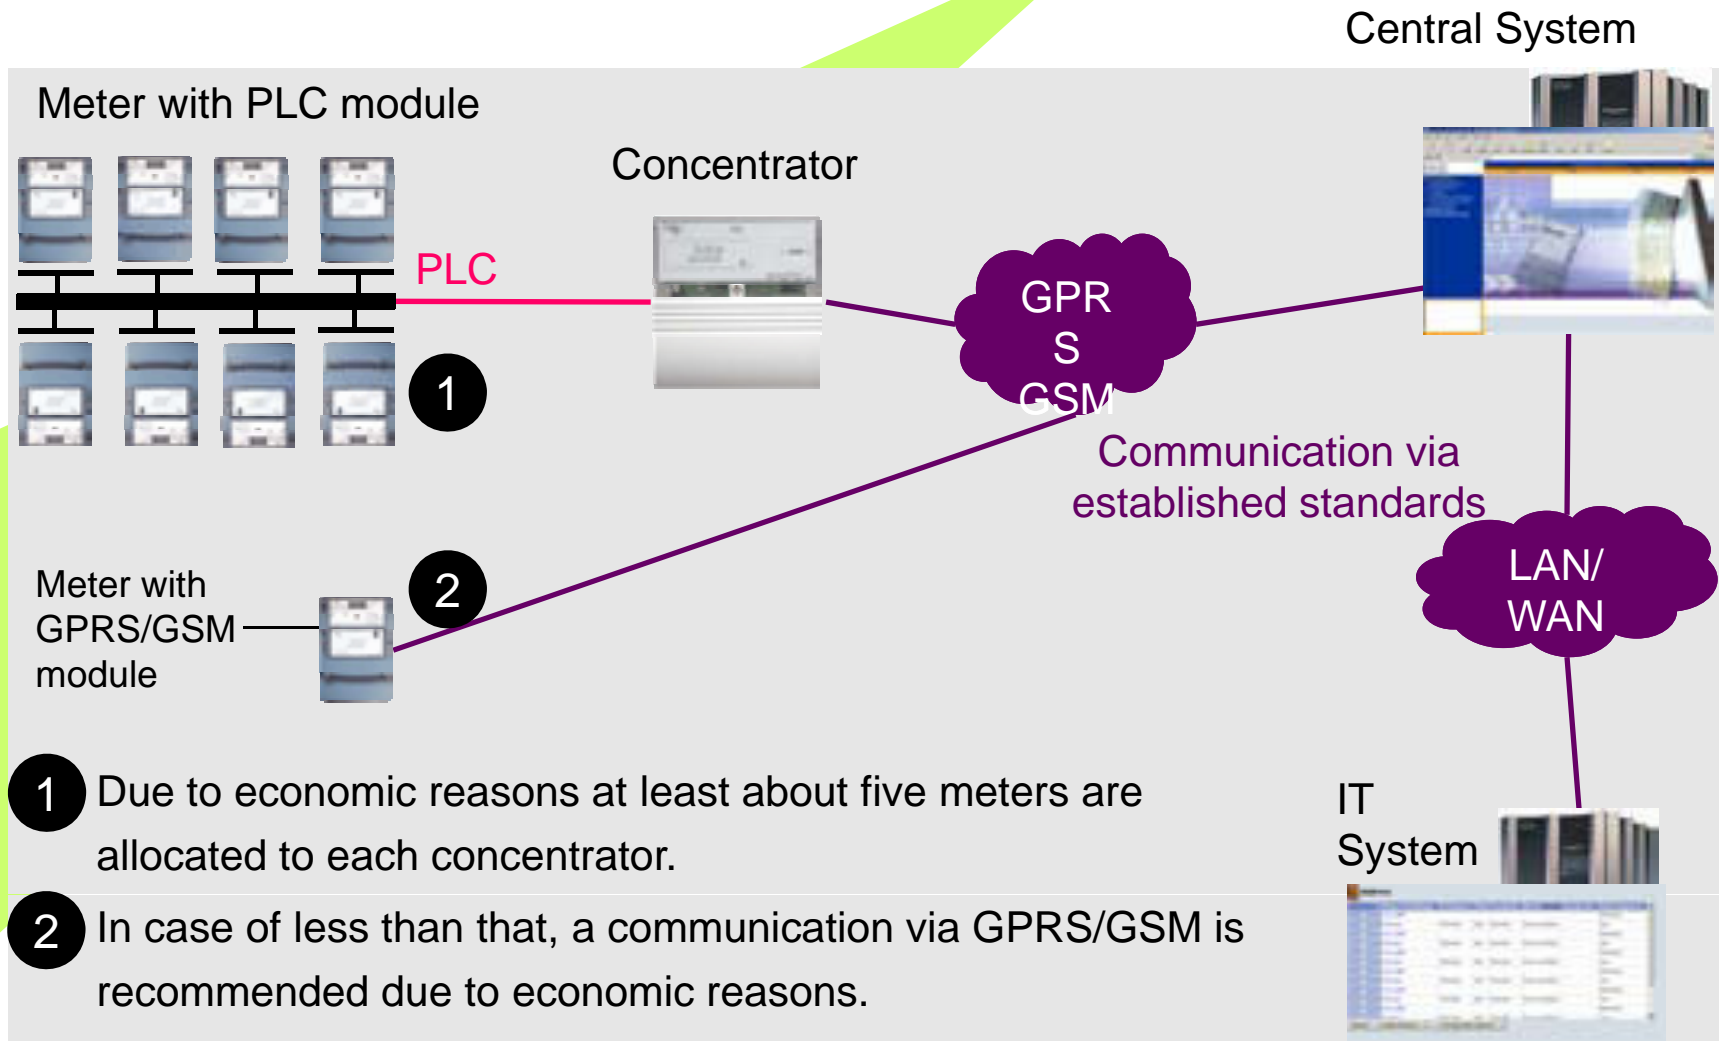 Central System
Meter with PLC module
Concentrator
PLC
GPR
S
GSM
1
Communication via
established standards
LAN/
WAN
2
Meter with
GPRS/GSM
module
1 Due to economic reasons at least about five meters are
allocated to each concentrator.
IT
System
2 In case of less than that, a communication via GPRS/GSM is
recommended due to economic reasons.